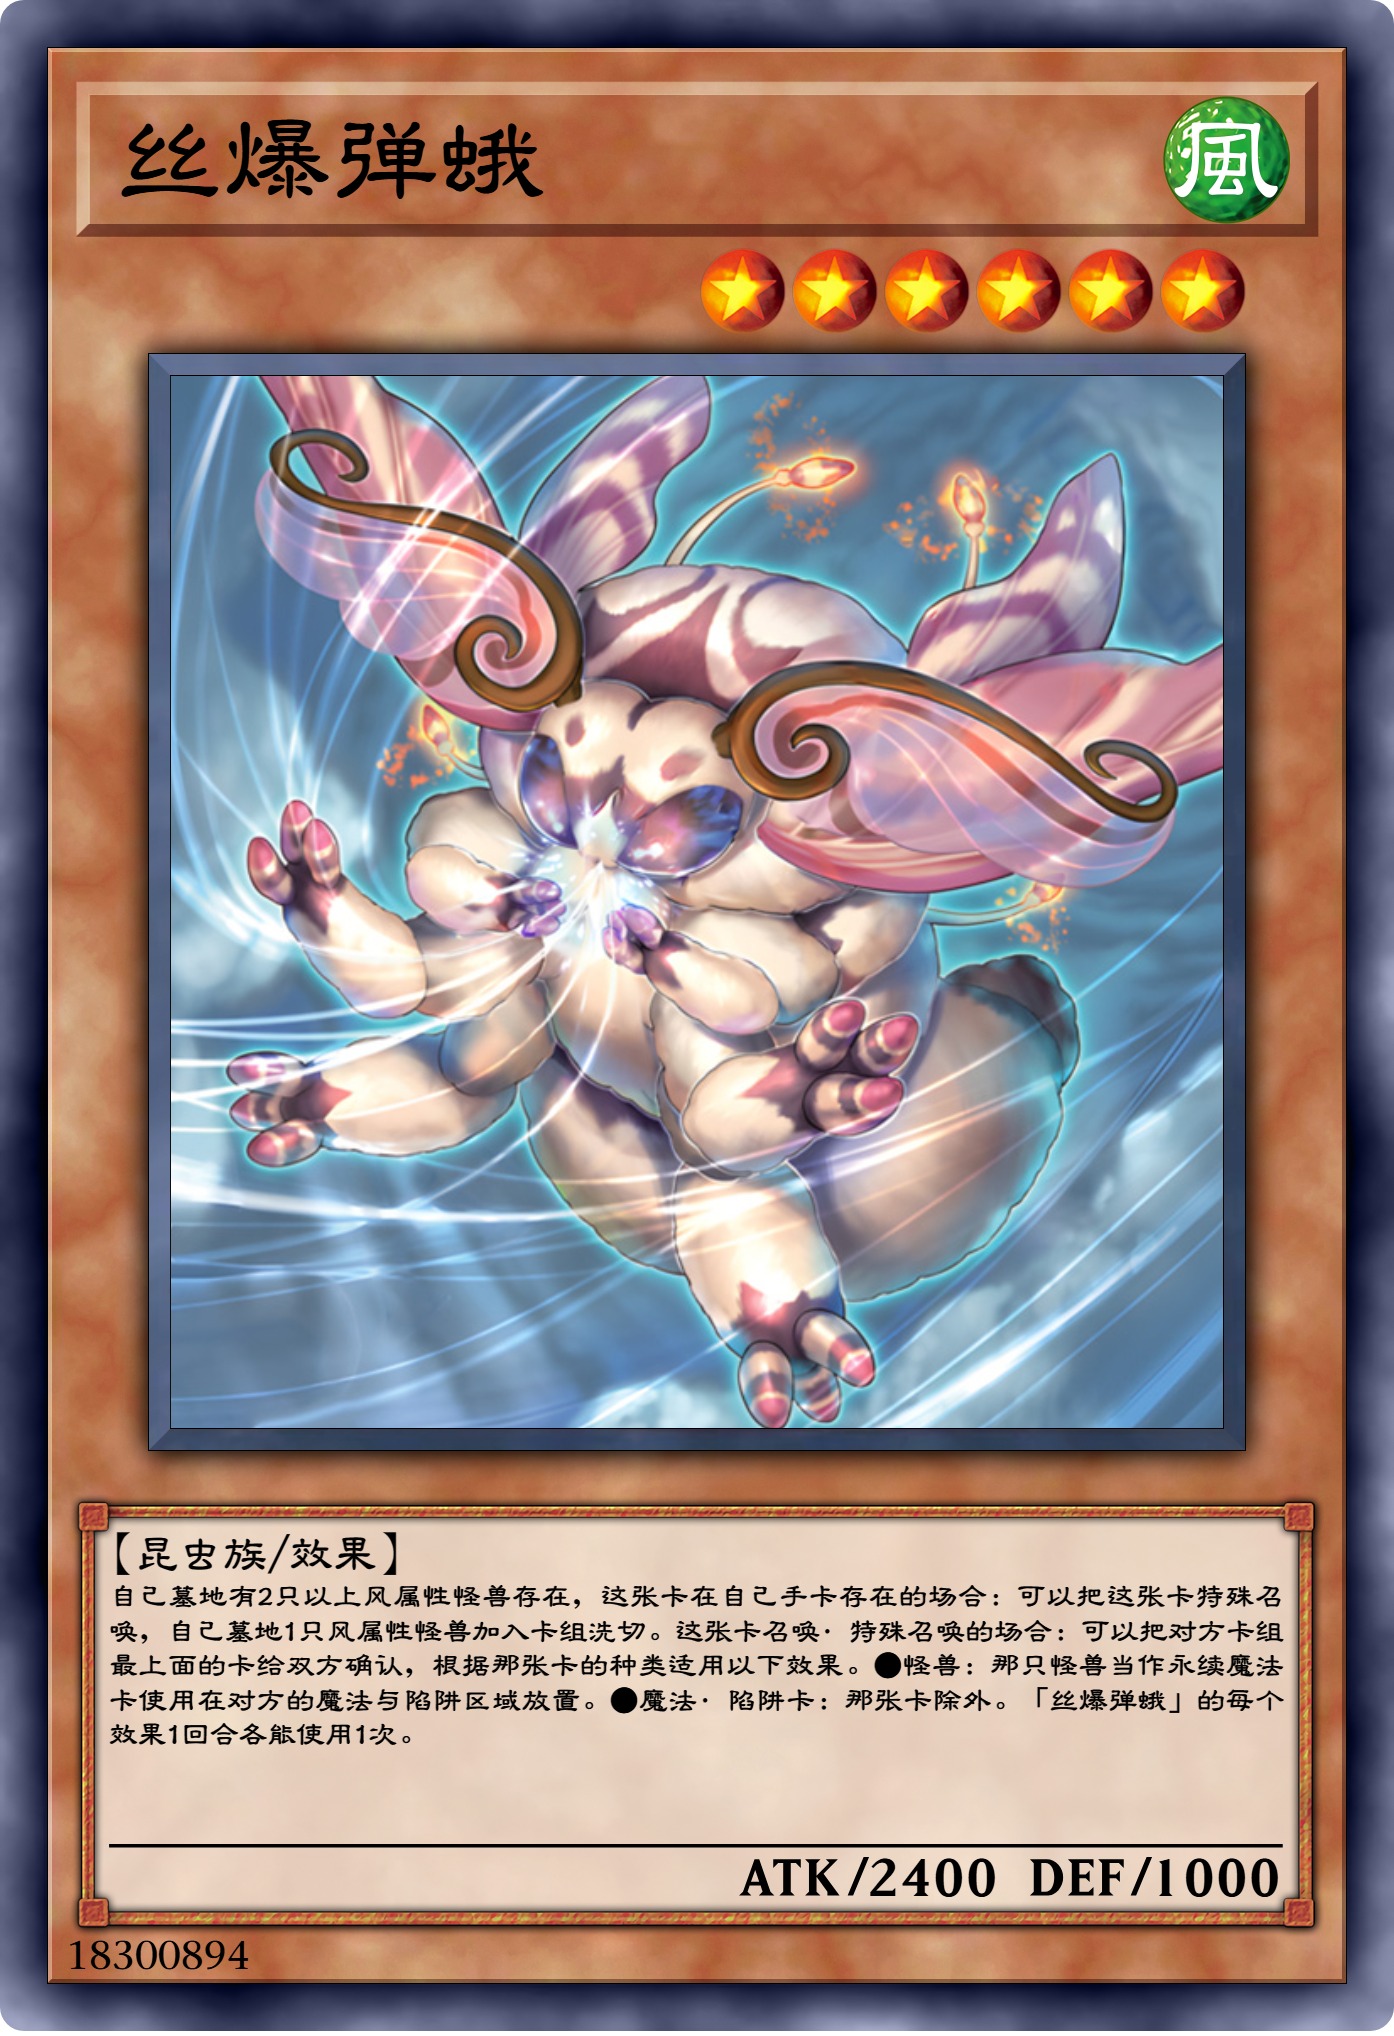 丝爆弹蛾
風
【昆虫族/效果】
自己墓地有2只以上风属性怪兽存在，这张卡在自己手卡存在的场合：可以把这张卡特殊召
唤，自己墓地1只风属性怪兽加入卡组洗切。这张卡召唤·特殊召唤的场合：可以把对方卡组
最上面的卡给双方确认，根据那张卡的种类适用以下效果。●怪兽：那只怪兽当作永续魔法
卡使用在对方的魔法与陷阱区域放置。●魔法·陷阱卡：那张卡除外。「丝爆弹蛾」的每个
效果1回合各能使用1次。
ATK/2400 DEF/1000
18300894